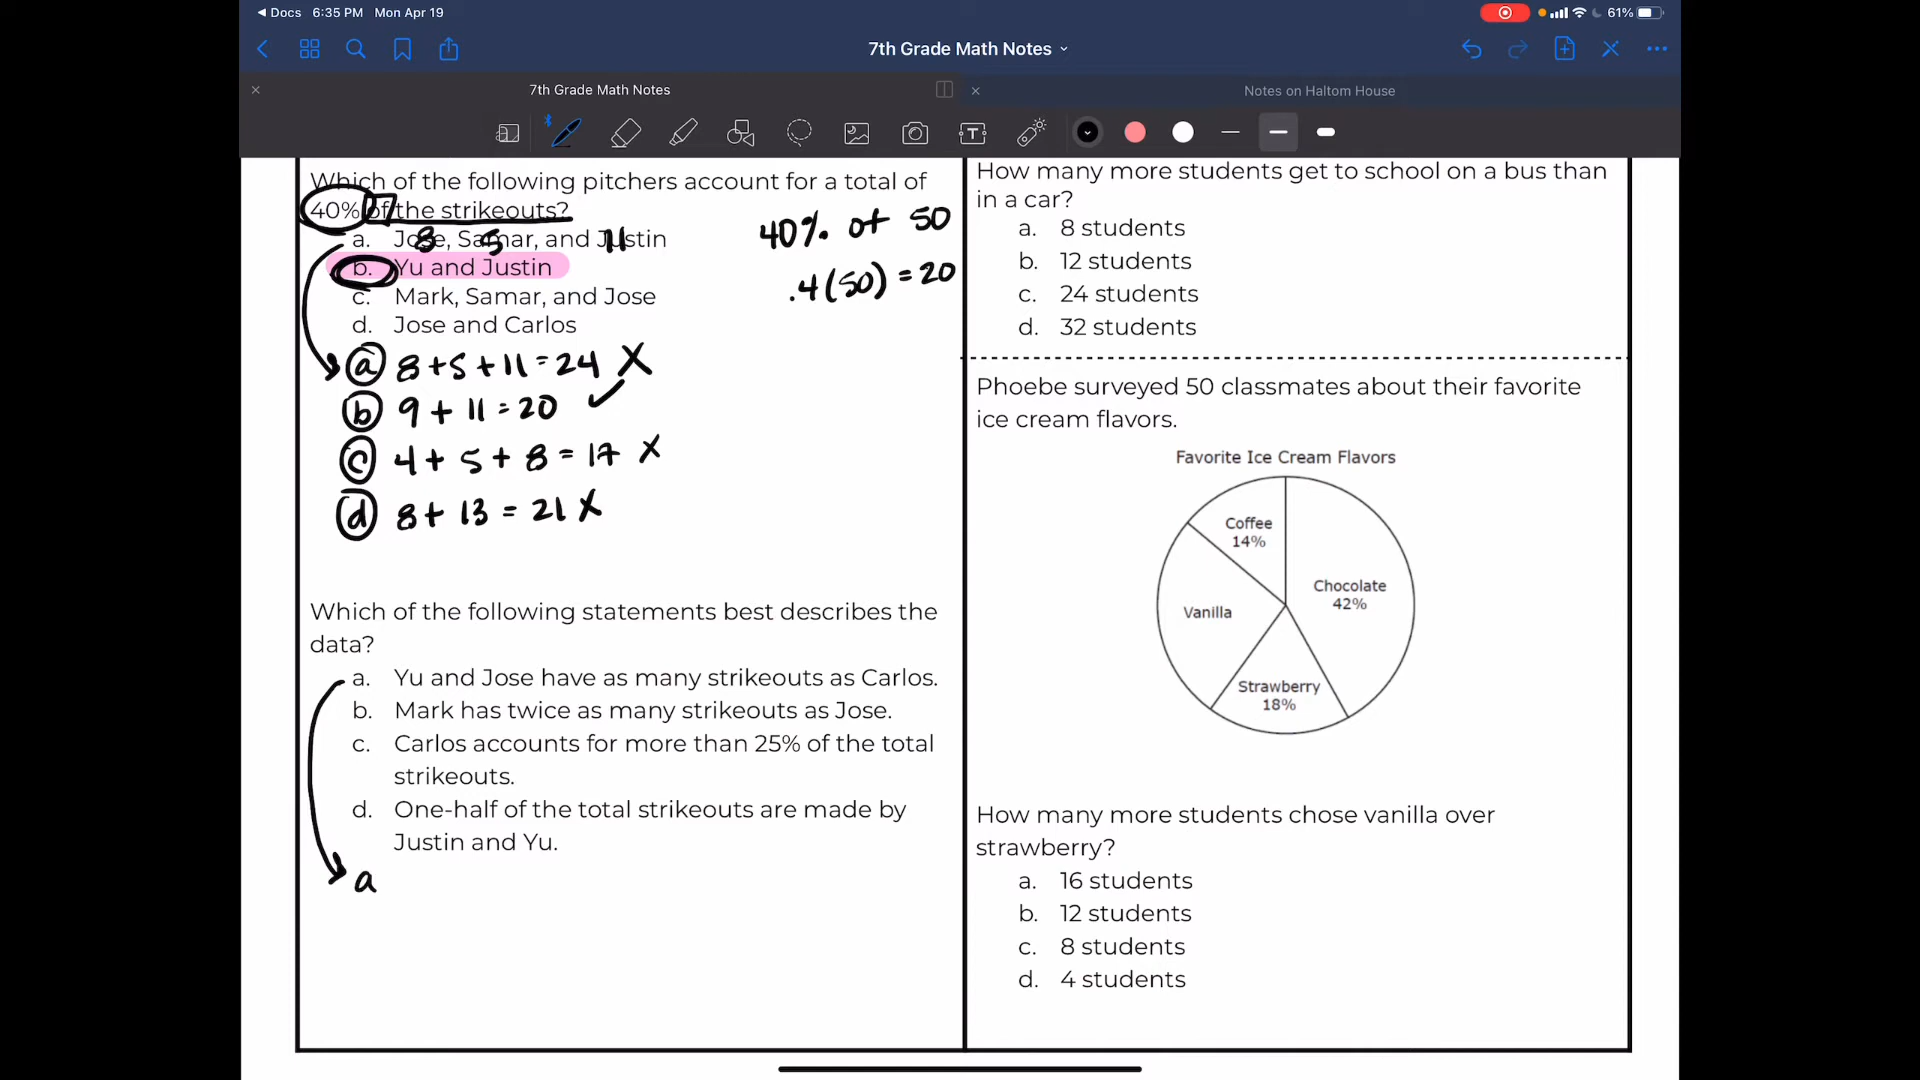 Docs 6:35 PM Mon Apr 19
61%
7th Grade Math Notes
7th Grade Math Notes
Notes on Haltom House
Which of the following pitchers account for a total of
40% of the strikeouts?
8 5 11
a. Jose, Samar, and Justin
b. Yu and Justin
c. Mark, Samar, and Jose
d. Jose and Carlos
40% of 50
.4(50) = 20
a 8 + 5 + 11 = 24 X
b 9 + 11 = 20 ✓
c 4 + 5 + 8 = 17 X
d 8 + 13 = 21 X
Which of the following statements best describes the
data?
a. Yu and Jose have as many strikeouts as Carlos.
b. Mark has twice as many strikeouts as Jose.
c. Carlos accounts for more than 25% of the total
strikeouts.
d. One-half of the total strikeouts are made by
Justin and Yu.
a
How many more students get to school on a bus than
in a car?
a. 8 students
b. 12 students
c. 24 students
d. 32 students
Phoebe surveyed 50 classmates about their favorite
ice cream flavors.
Favorite Ice Cream Flavors
Coffee
14%
Chocolate
42%
Vanilla
Strawberry
18%
How many more students chose vanilla over
strawberry?
a. 16 students
b. 12 students
c. 8 students
d. 4 students